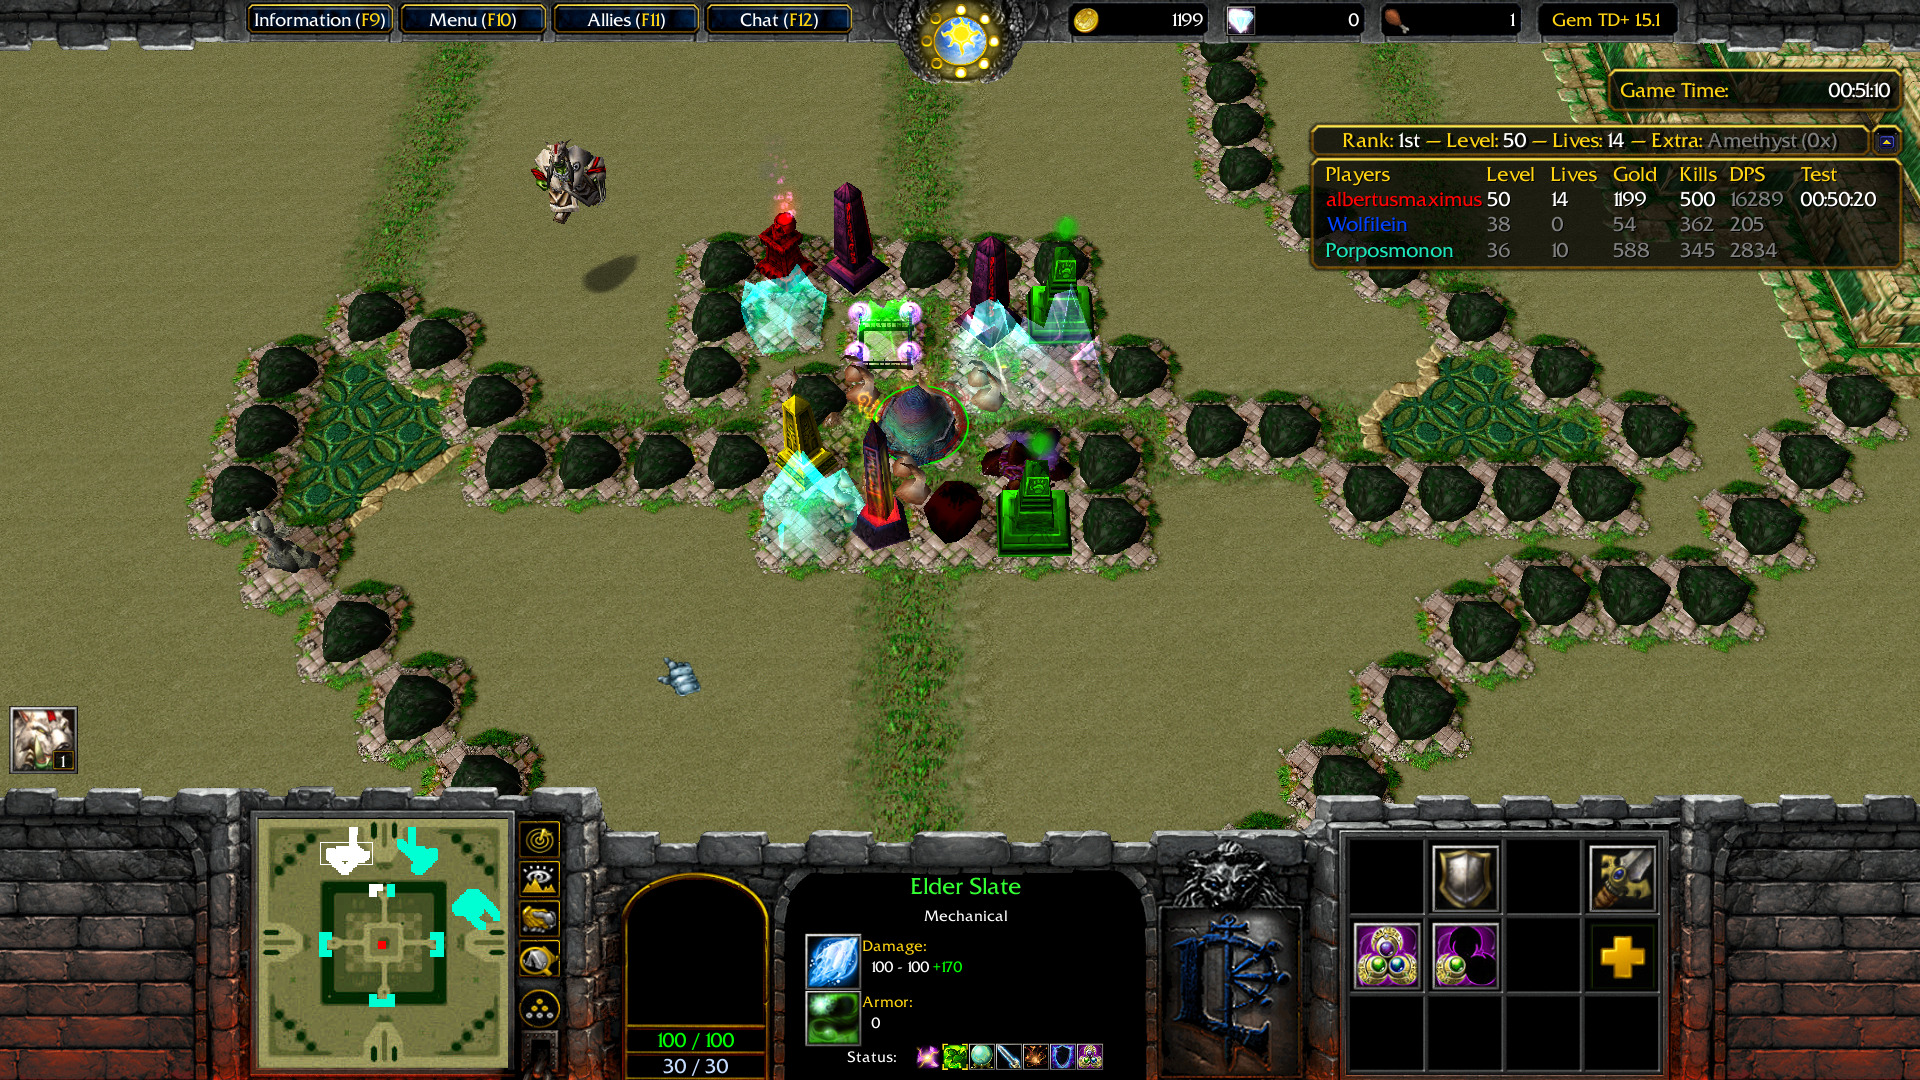 Information (F9) Menu (F10) Allies (F11) Chat (F12) 1199 0 1 Gem TD+ 15.1
Game Time: 00:51:10
Rank: 1st – Level: 50 – Lives: 14 – Extra: Amethyst (0x)
Players Level Lives Gold Kills DPS Test
albertusmaximus 50 14 1199 500 16289 00:50:20
Wolfilein 38 0 54 362 205
Porposmonon 36 10 588 345 2834
1
Elder Slate
Mechanical
Damage:
100 - 100 +170
Armor:
0
Status:
100 / 100
30 / 30